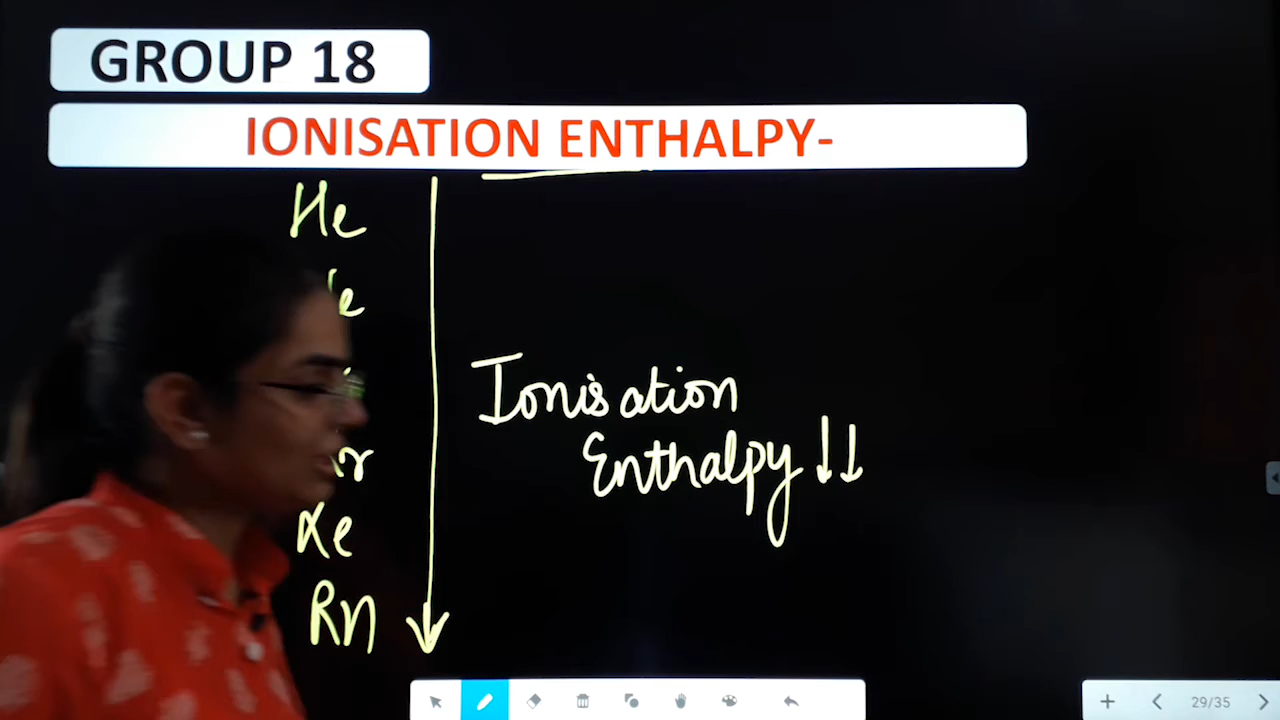 GROUP 18
IONISATION ENTHALPY-
He
Ionisation
Enthalpy ↓↓
Xe
Rn
29/35